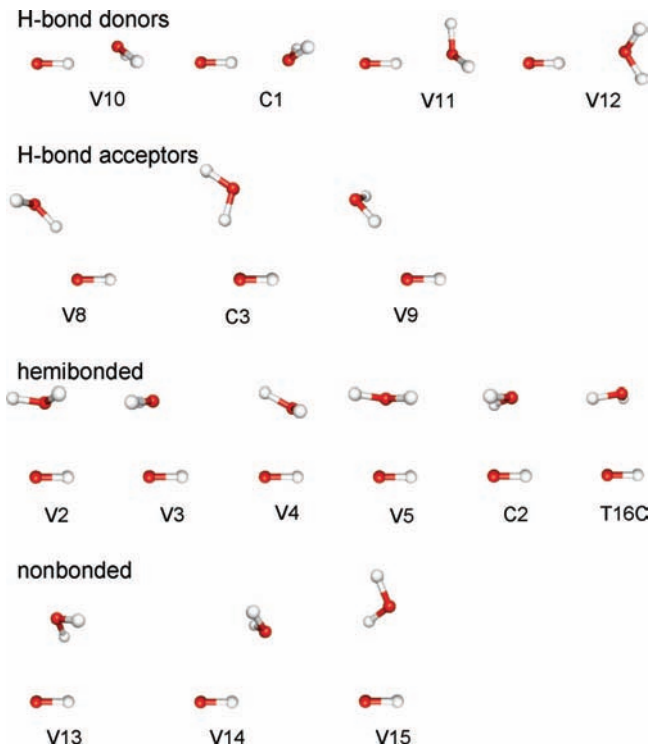 H-bond donors
V10 C1 V11 V12
H-bond acceptors
V8 C3 V9
hemibonded
V2 V3 V4 V5 C2 T16C
nonbonded
V13 V14 V15